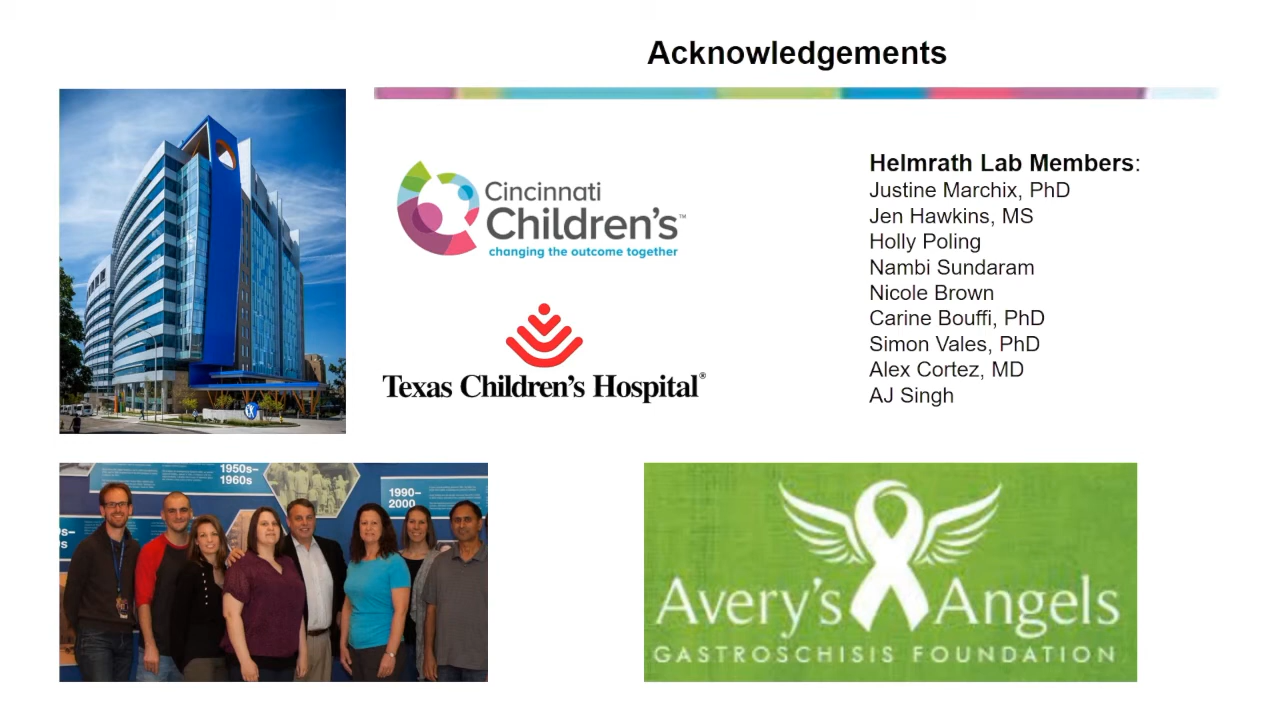 Acknowledgements
Cincinnati
Children's™
changing the outcome together
Texas Children's Hospital®
Helmrath Lab Members:
Justine Marchix, PhD
Jen Hawkins, MS
Holly Poling
Nambi Sundaram
Nicole Brown
Carine Bouffi, PhD
Simon Vales, PhD
Alex Cortez, MD
AJ Singh
1950s–
1960s
1990–
2000
Avery's Angels
GASTROSCHISIS FOUNDATION